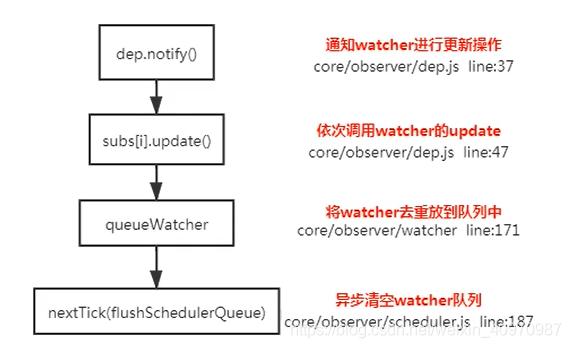 dep.notify()
通知watcher进行更新操作
core/observer/dep.js line:37
subs[i].update()
依次调用watcher的update
core/observer/dep.js line:47
queueWatcher
将watcher去重放到队列中
core/observer/watcher line:171
nextTick(flushSchedulerQueue)
异步清空watcher队列
core/observer/scheduler.js line:187
https://blog.csdn.net/weixin_40970987